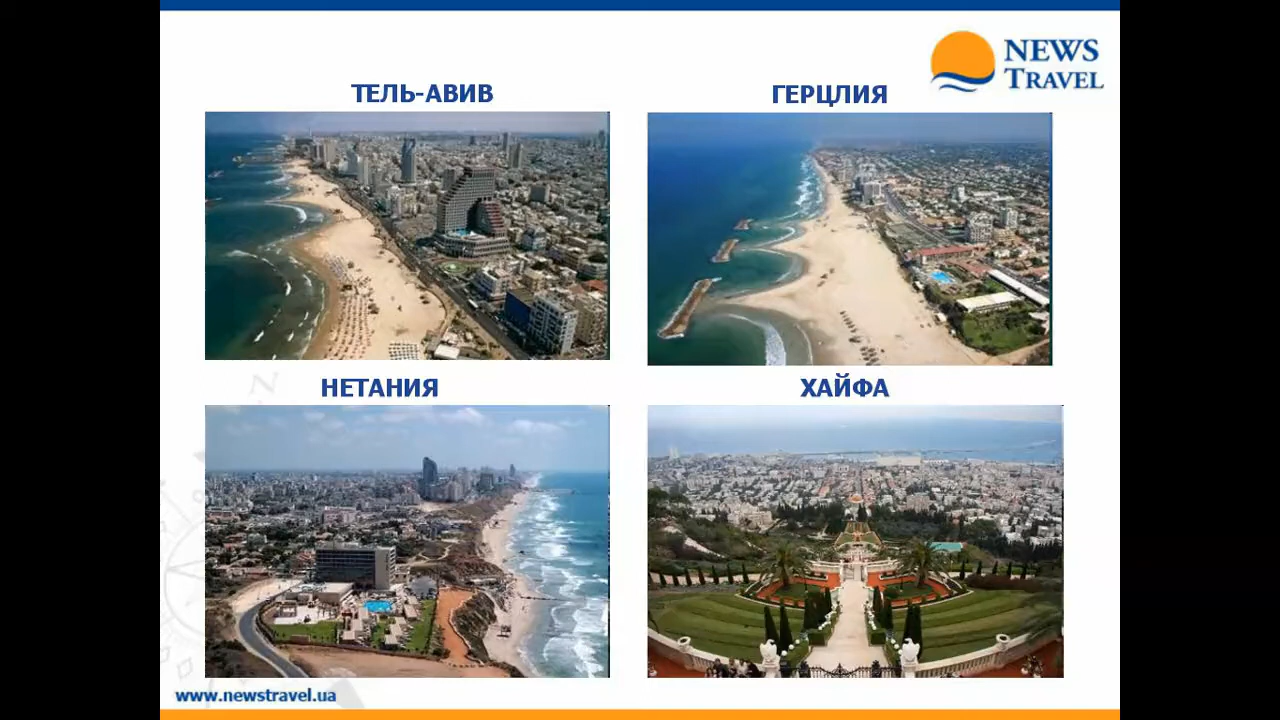 NEWS
TRAVEL
ТЕЛЬ-АВИВ
ГЕРЦЛИЯ
НЕТАНИЯ
ХАЙФА
www.newstravel.ua